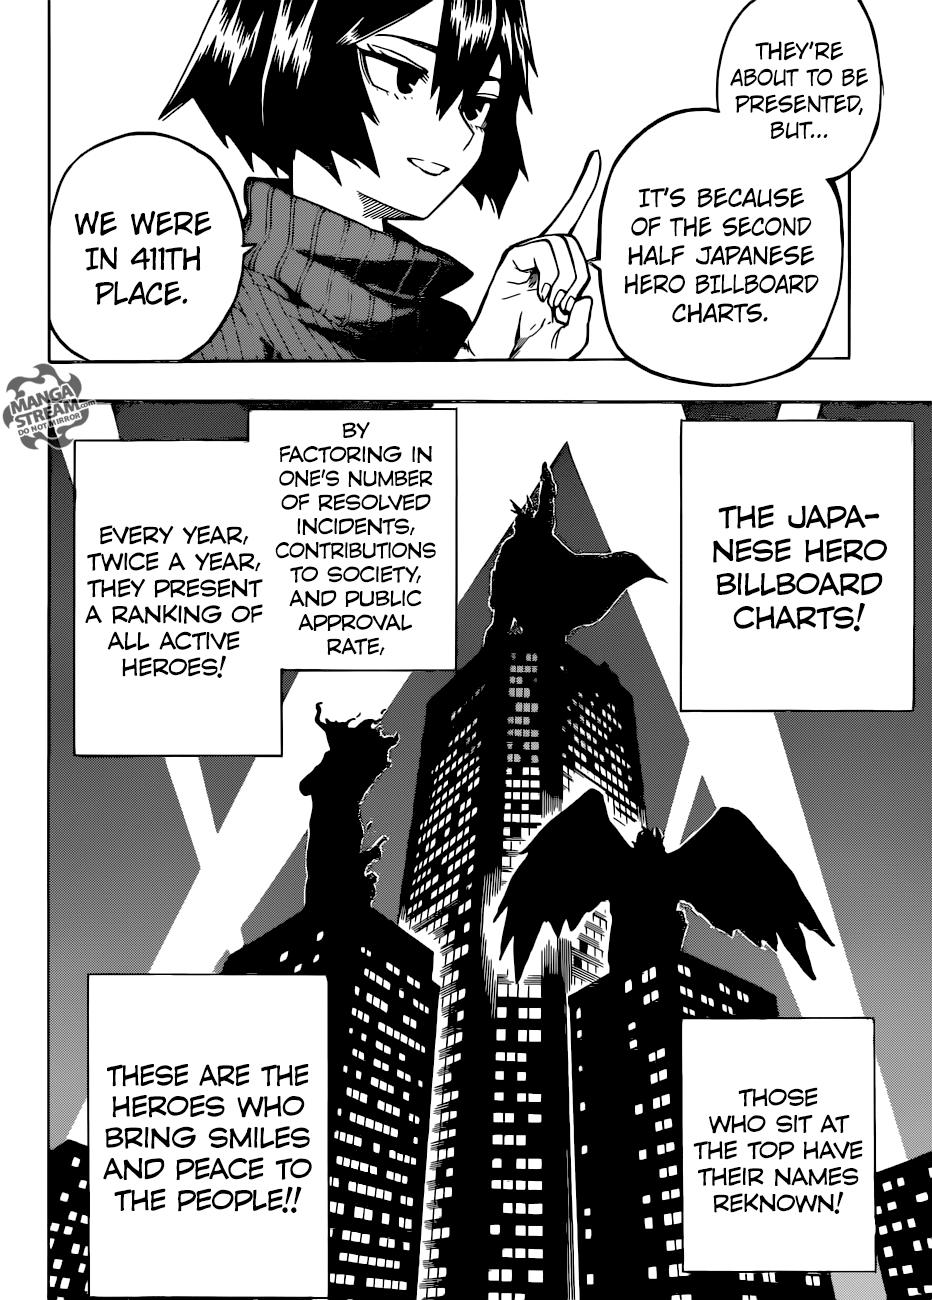 THEY'RE
ABOUT TO BE
PRESENTED,
BUT...
IT'S BECAUSE
OF THE SECOND
HALF JAPANESE
HERO BILLBOARD
CHARTS.
WE WERE
IN 411TH
PLACE.
MANGA
STREAM.com
DO NOT MIRROR
THE JAPA-
NESE HERO
BILLBOARD
CHARTS!
BY
FACTORING IN
ONE'S NUMBER
OF RESOLVED
INCIDENTS,
CONTRIBUTIONS
TO SOCIETY,
AND PUBLIC
APPROVAL
RATE,
EVERY YEAR,
TWICE A YEAR,
THEY PRESENT
A RANKING OF
ALL ACTIVE
HEROES!
THOSE
WHO SIT AT
THE TOP HAVE
THEIR NAMES
REKNOWN!
THESE ARE THE
HEROES WHO
BRING SMILES
AND PEACE TO
THE PEOPLE!!